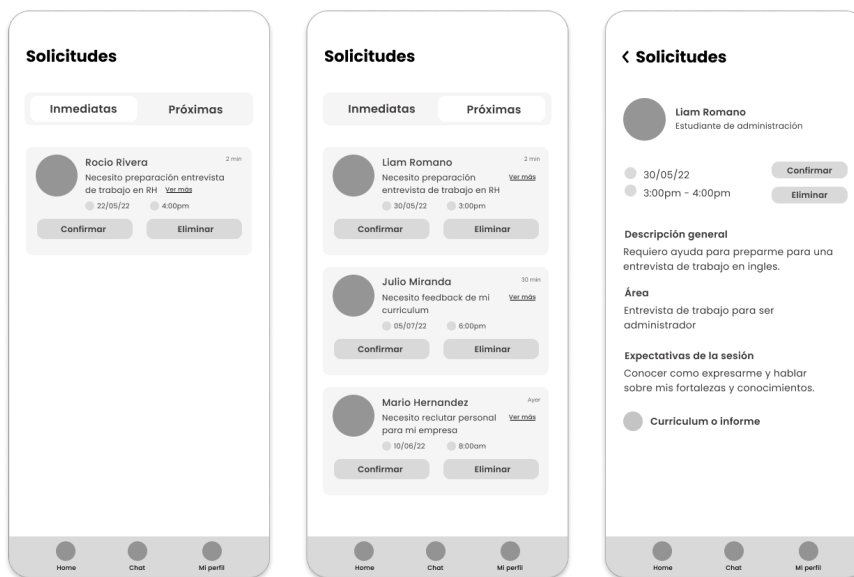 Solicitudes
Inmediatas Próximas
Rocio Rivera 2 min
Necesito preparación entrevista
de trabajo en RH Ver más
22/05/22 4:00pm
Confirmar Eliminar
Home Chat Mi perfil
Solicitudes
Inmediatas Próximas
Liam Romano 2 min
Necesito preparación Ver más
entrevista de trabajo en RH
30/05/22 3:00pm
Confirmar Eliminar
Julio Miranda 30 min
Necesito feedback de mi Ver más
curriculum
05/07/22 6:00pm
Confirmar Eliminar
Mario Hernandez Ayer
Necesito reclutar personal Ver más
para mi empresa
10/06/22 8:00am
Confirmar Eliminar
Home Chat Mi perfil
Solicitudes
Liam Romano
Estudiante de administración
30/05/22 Confirmar
3:00pm - 4:00pm Eliminar
Descripción general
Requiero ayuda para preparme para una
entrevista de trabajo en ingles.
Área
Entrevista de trabajo para ser
administrador
Expectativas de la sesión
Conocer como expresarme y hablar
sobre mis fortalezas y conocimientos.
Curriculum o informe
Home Chat Mi perfil